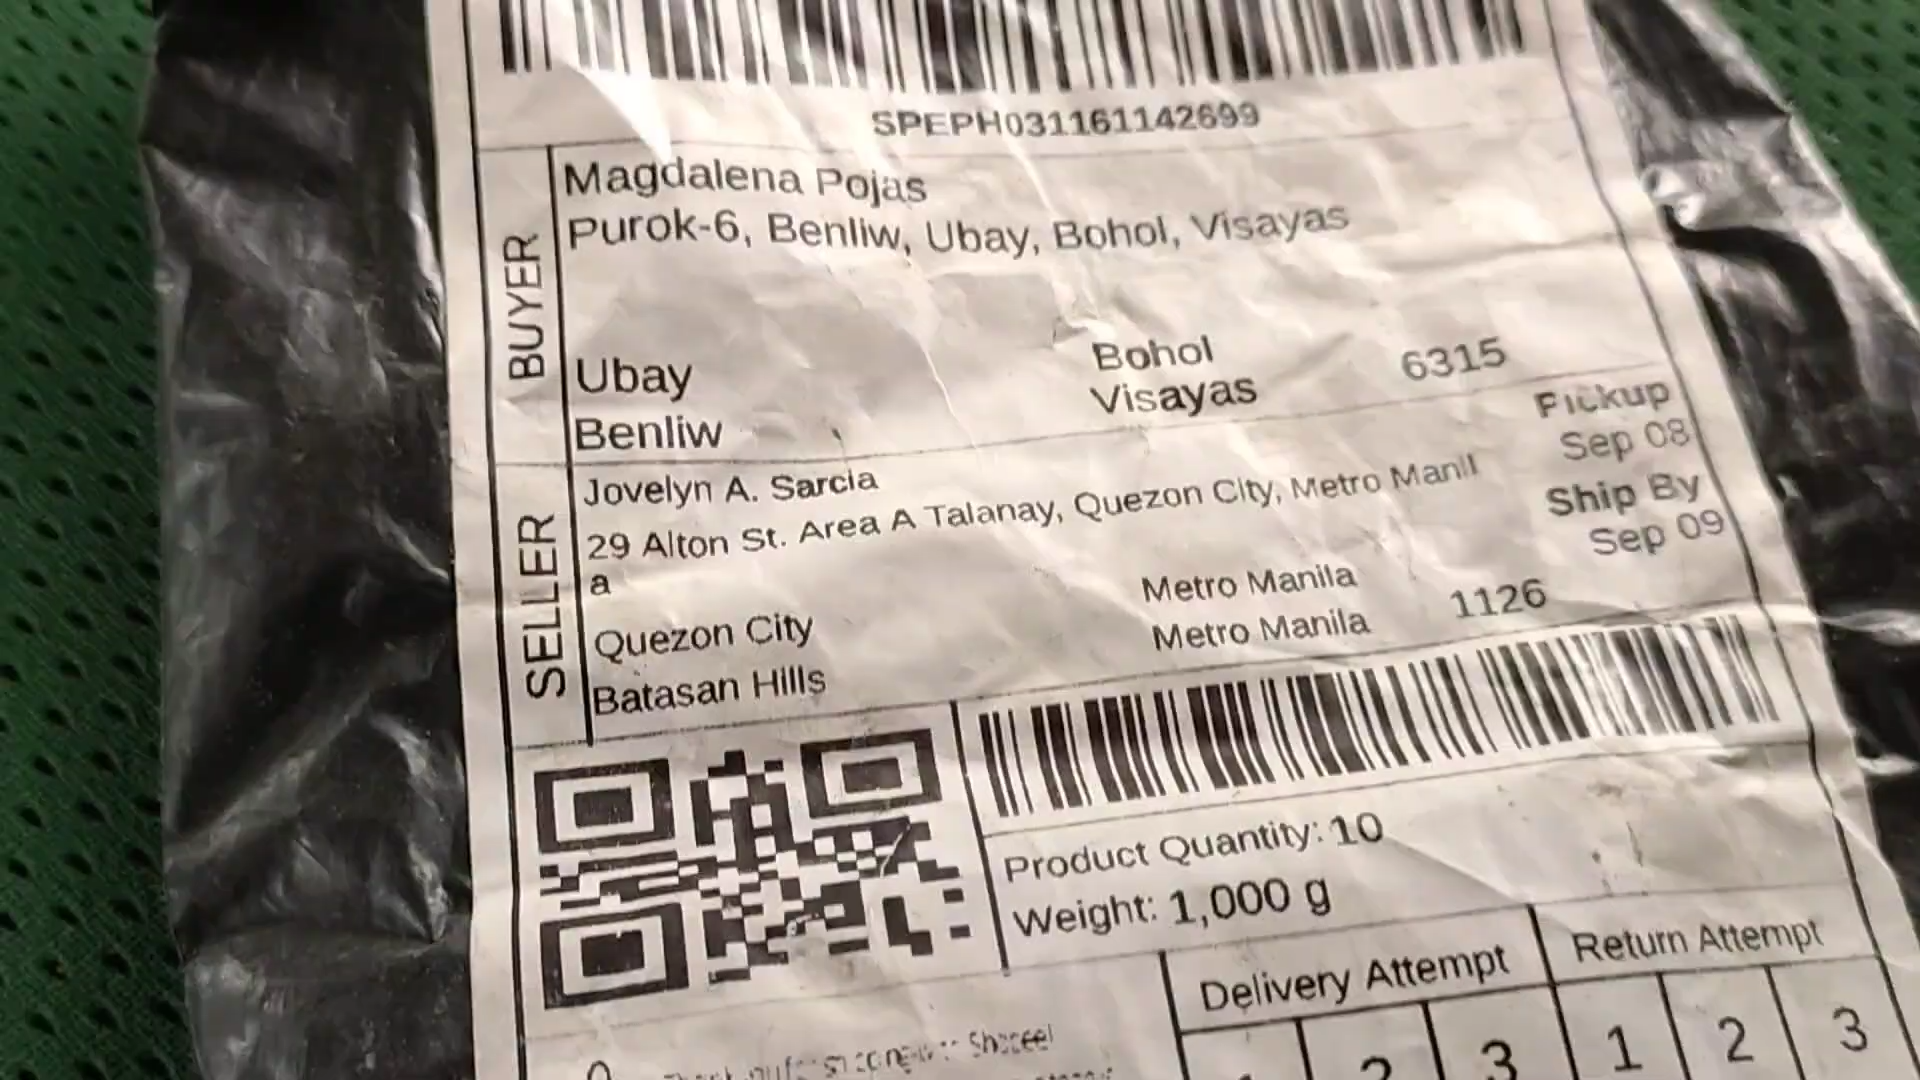 SPEPH031161142699
BUYER
Magdalena Pojas
Purok-6, Benliw, Ubay, Bohol, Visayas
Ubay
Bohol
6315
Benliw
Visayas
SELLER
Jovelyn A. Sarcia
29 Alton St. Area A Talanay, Quezon City, Metro Manil
a
Pickup
Sep 08
Ship By
Sep 09
Quezon City
Metro Manila
1126
Batasan Hills
Metro Manila
Product Quantity: 10
Weight: 1,000 g
Delivery Attempt
Return Attempt
2 3 1 2 3